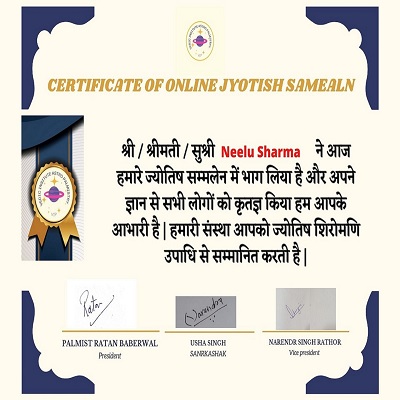 CERTIFICATE OF ONLINE JYOTISH SAMEALN
श्री / श्रीमती / सुश्री Neelu Sharma ने आज
हमारे ज्योतिष सम्मलेन में भाग लिया है और अपने
ज्ञान से सभी लोगों को कृतज्ञ किया हम आपके
आभारी है | हमारी संस्था आपको ज्योतिष शिरोमणि
उपाधि से सम्मानित करती है |
Ratan
Narendra
PALMIST RATAN BABERWAL
President
USHA SINGH
SANRKASHAK
NARENDR SINGH RATHOR
Vice president